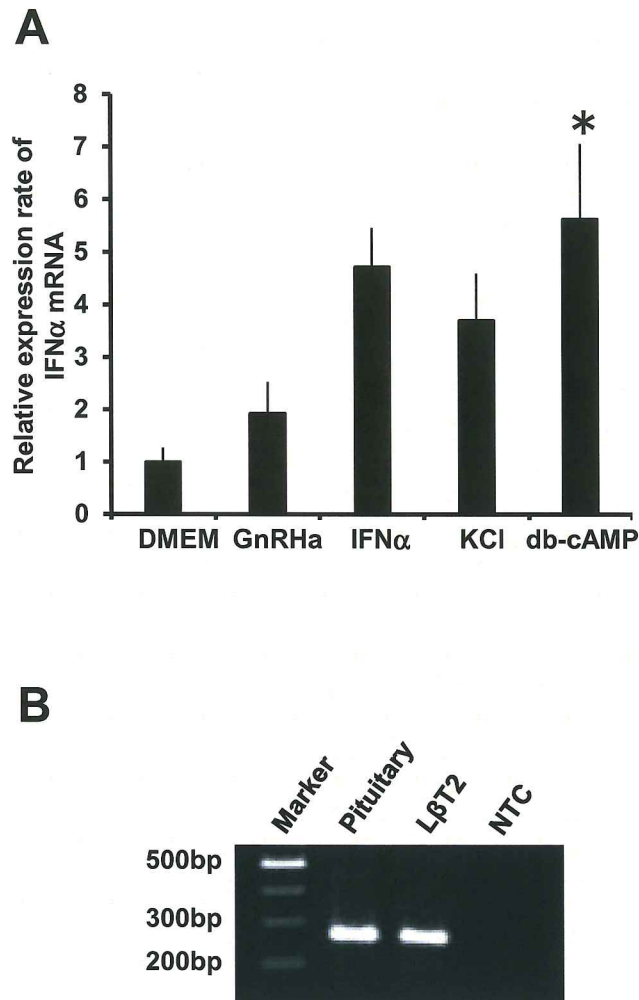 A
Relative expression rate of
IFNα mRNA
8
7
6
5
4
3
2
1
0
*
DMEM GnRHa IFNα KCl db-cAMP
B
Marker Pituitary LβT2 NTC
500bp
300bp
200bp